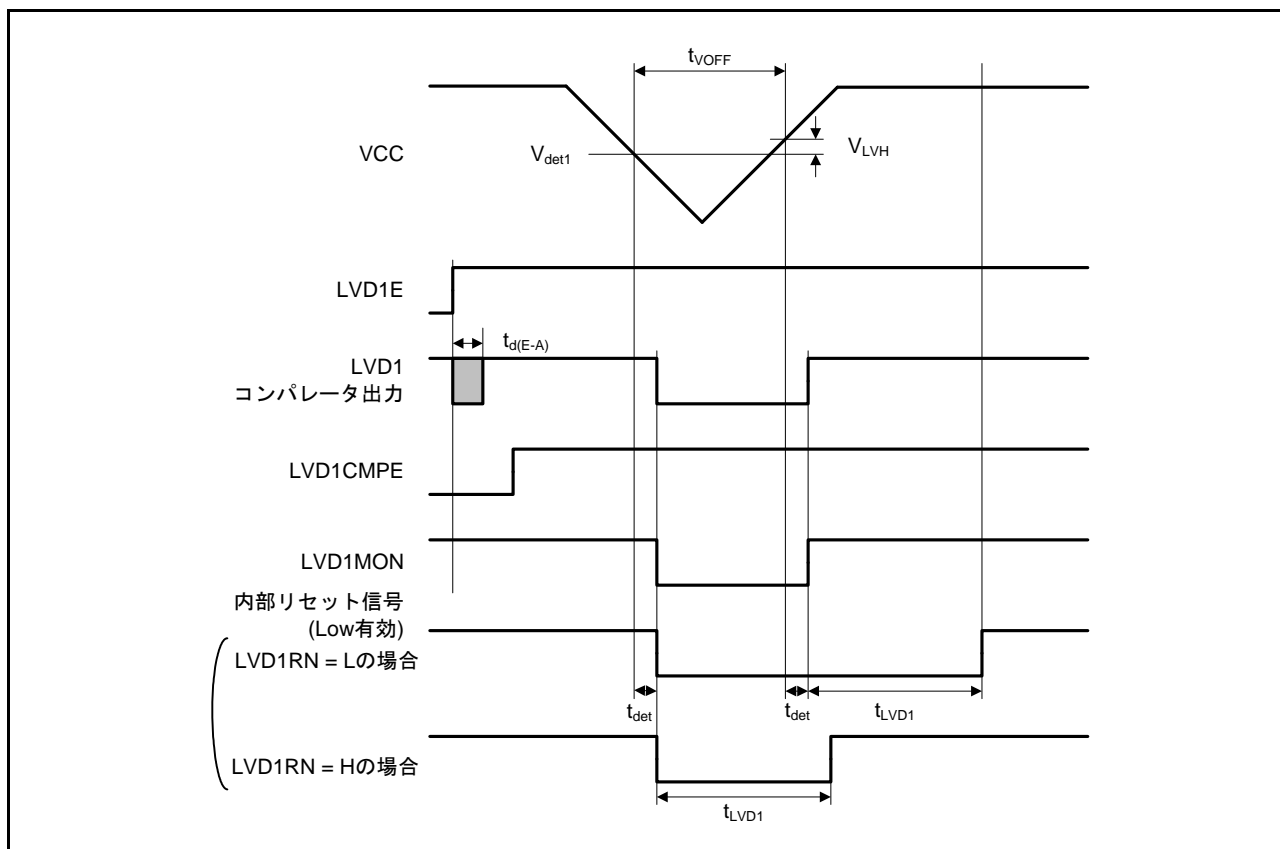 tVOFF
VCC
Vdet1
VLVH
LVD1E
td(E-A)
LVD1
コンパレータ出力
LVD1CMPE
LVD1MON
内部リセット信号
(Low有効)
LVD1RN = Lの場合
tdet
tdet
tLVD1
LVD1RN = Hの場合
tLVD1